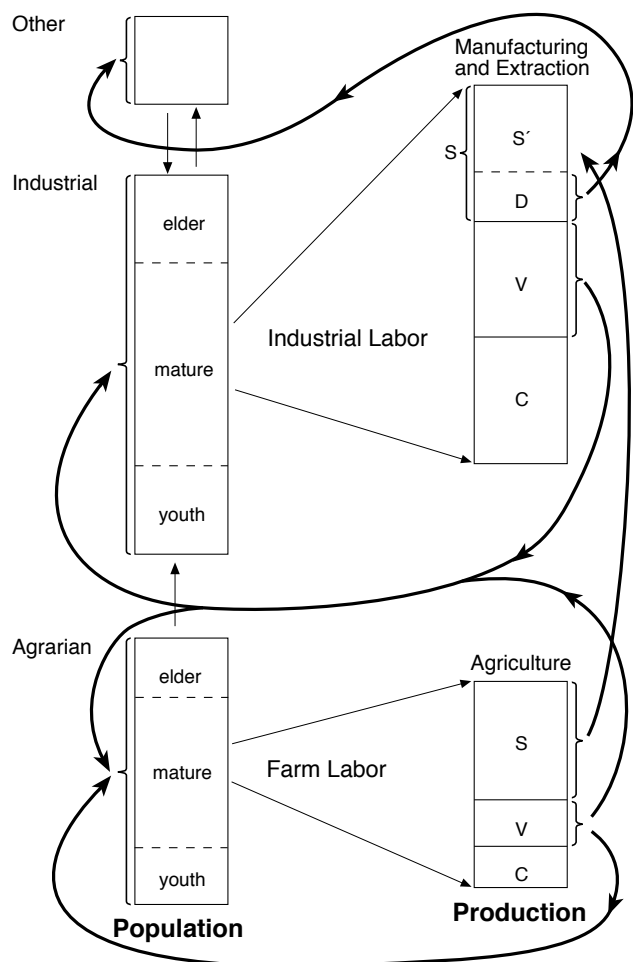 Other
Manufacturing
and Extraction
S
S´
D
Industrial
elder
V
Industrial Labor
mature
C
youth
Agrarian
elder
Agriculture
S
mature
Farm Labor
V
youth
C
Population
Production